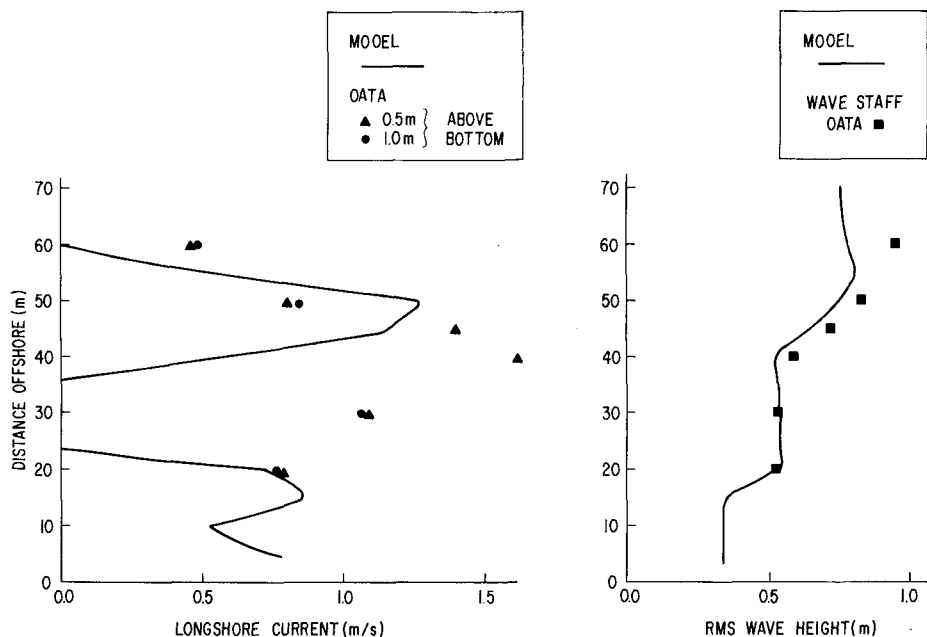 MOOEL
OATA
▲ 0.5m } ABOVE
● 1.0m } BOTTOM
70
60
50
40
30
20
10
0
DISTANCE OFFSHORE (m)
0.0 0.5 1.0 1.5
LONGSHORE CURRENT (m/s)
MOOEL
WAVE STAFF
OATA ■
70
60
50
40
30
20
10
0
0.0 0.5 1.0
RMS WAVE HEIGHT (m)